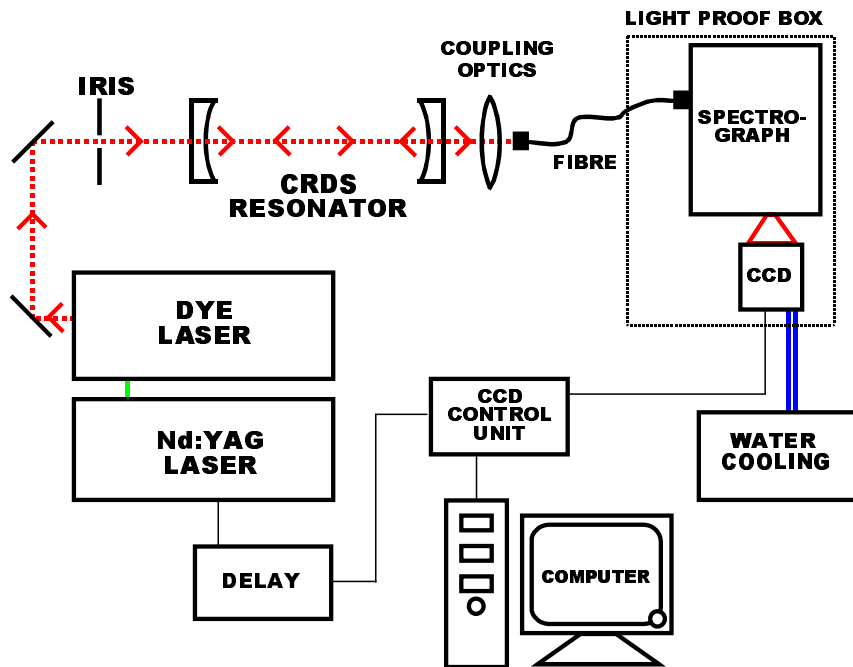 LIGHT PROOF BOX
COUPLING
OPTICS
IRIS
SPECTRO-
GRAPH
FIBRE
CRDS
RESONATOR
CCD
DYE
LASER
CCD
CONTROL
UNIT
Nd:YAG
LASER
WATER
COOLING
DELAY
COMPUTER